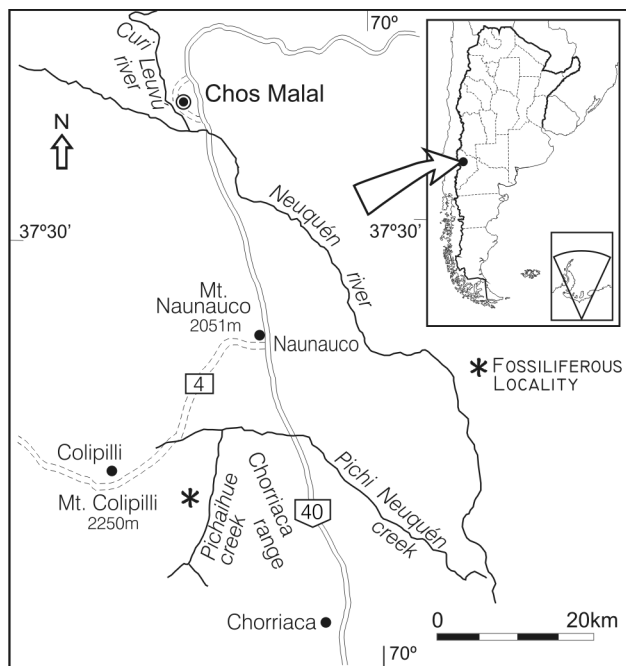 70º
Curi Leuvu
river
Chos Malal
N
Neuquén
river
37º30'
37º30'
Mt.
Naunauco
2051m
Naunauco
* FOSSILIFEROUS
LOCALITY
4
Colipilli
Mt. Colipilli
2250m
*
Pichaihue
creek
Chorriaca
range
40
Pichi Neuquén
creek
Chorriaca
0
20km
70º